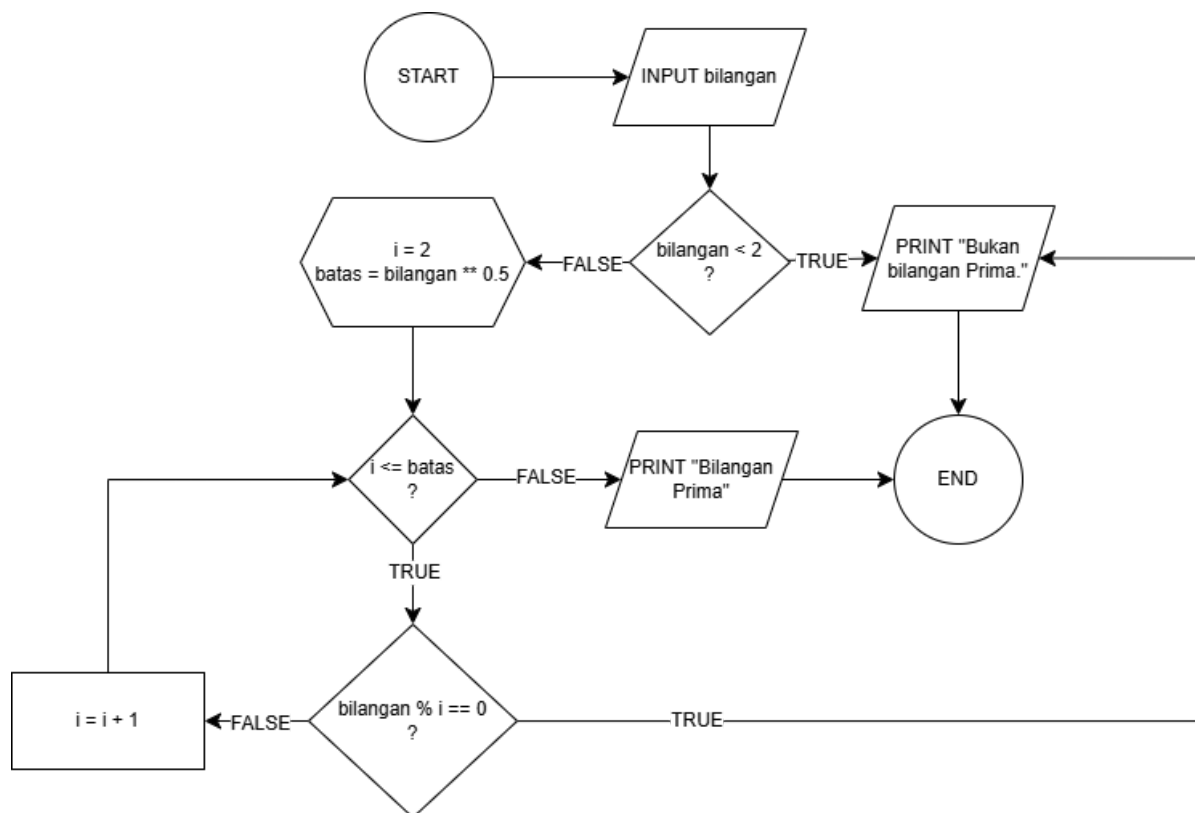 START
INPUT bilangan
bilangan < 2
?
FALSE
TRUE
i = 2
batas = bilangan ** 0.5
PRINT "Bukan
bilangan Prima."
i <= batas
?
FALSE
PRINT "Bilangan
Prima"
END
TRUE
bilangan % i == 0
?
FALSE
i = i + 1
TRUE